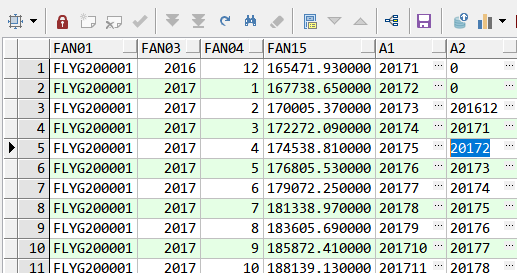 FAN01 FAN03 FAN04 FAN15 A1 A2
1 FLYG200001 2016 12 165471.930000 20171 ... 0 ...
2 FLYG200001 2017 1 167738.650000 20172 ... 0 ...
3 FLYG200001 2017 2 170005.370000 20173 ... 201612 ...
4 FLYG200001 2017 3 172272.090000 20174 ... 20171 ...
5 FLYG200001 2017 4 174538.810000 20175 ... 20172 ...
6 FLYG200001 2017 5 176805.530000 20176 ... 20173 ...
7 FLYG200001 2017 6 179072.250000 20177 ... 20174 ...
8 FLYG200001 2017 7 181338.970000 20178 ... 20175 ...
9 FLYG200001 2017 8 183605.690000 20179 ... 20176 ...
10 FLYG200001 2017 9 185872.410000 201710 ... 20177 ...
11 FLYG200001 2017 10 188139.130000 201711 ... 20178 ...